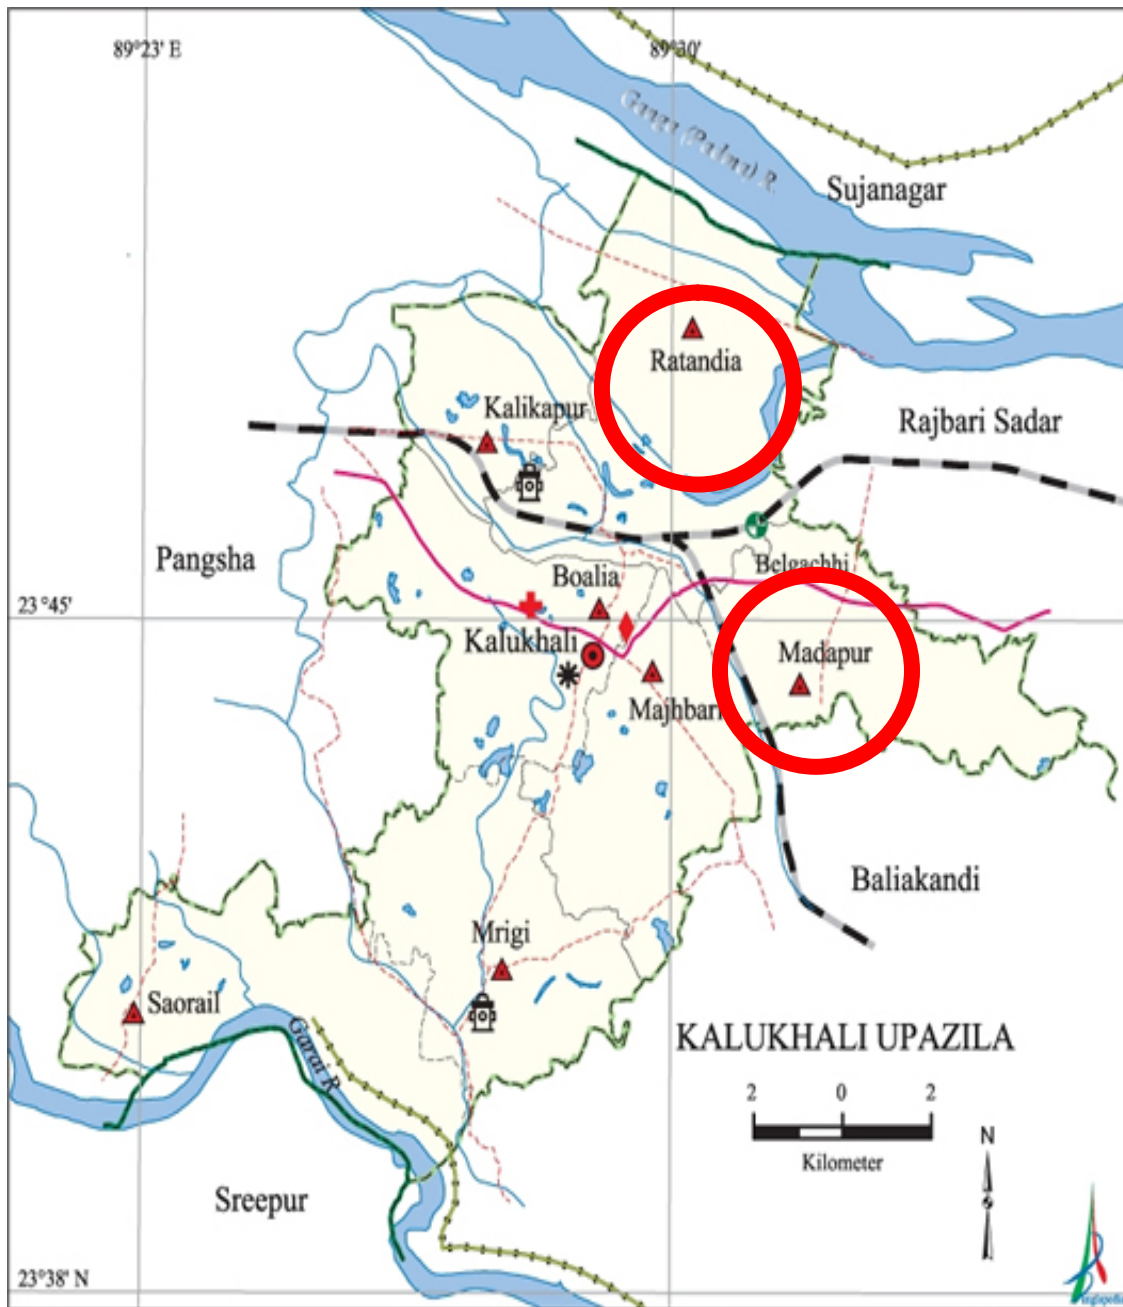 89°23' E
89°30'
Ganga (Padma) R.
Sujanagar
Ratandia
Kalikapur
Rajbari Sadar
Pangsha
Belgachhi
Boalia
23°45'
Kalukhali
Madapur
Majhbari
Baliakandi
Mrigi
Saorail
Garai R
KALUKHALI UPAZILA
2 0 2
Kilometer
N
Sreepur
23°38' N